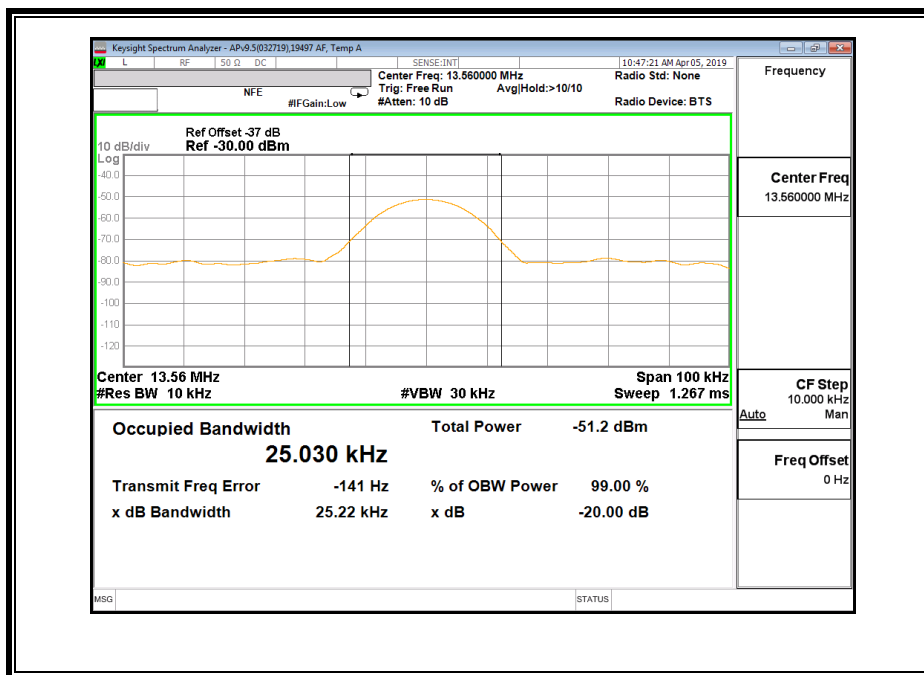 Keysight Spectrum Analyzer - APv9.5(032719),19497 AF, Temp A
LXI L RF 50 Ω DC SENSE:INT 10:47:21 AM Apr 05, 2019
Center Freq: 13.560000 MHz Radio Std: None
NFE Trig: Free Run Avg|Hold:>10/10
#IFGain:Low #Atten: 10 dB Radio Device: BTS
Ref Offset -37 dB
10 dB/div Ref -30.00 dBm
Log
-40.0
-50.0
-60.0
-70.0
-80.0
-90.0
-100
-110
-120
Center 13.56 MHz Span 100 kHz
#Res BW 10 kHz #VBW 30 kHz Sweep 1.267 ms
Occupied Bandwidth Total Power -51.2 dBm
25.030 kHz
Transmit Freq Error -141 Hz % of OBW Power 99.00 %
x dB Bandwidth 25.22 kHz x dB -20.00 dB
MSG STATUS
Frequency
Center Freq
13.560000 MHz
CF Step
10.000 kHz
Auto Man
Freq Offset
0 Hz